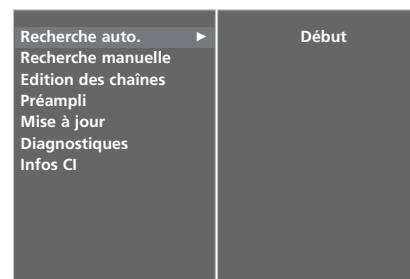 Recherche auto. ► Début
Recherche manuelle
Edition des chaînes
Préampli
Mise à jour
Diagnostiques
Infos CI